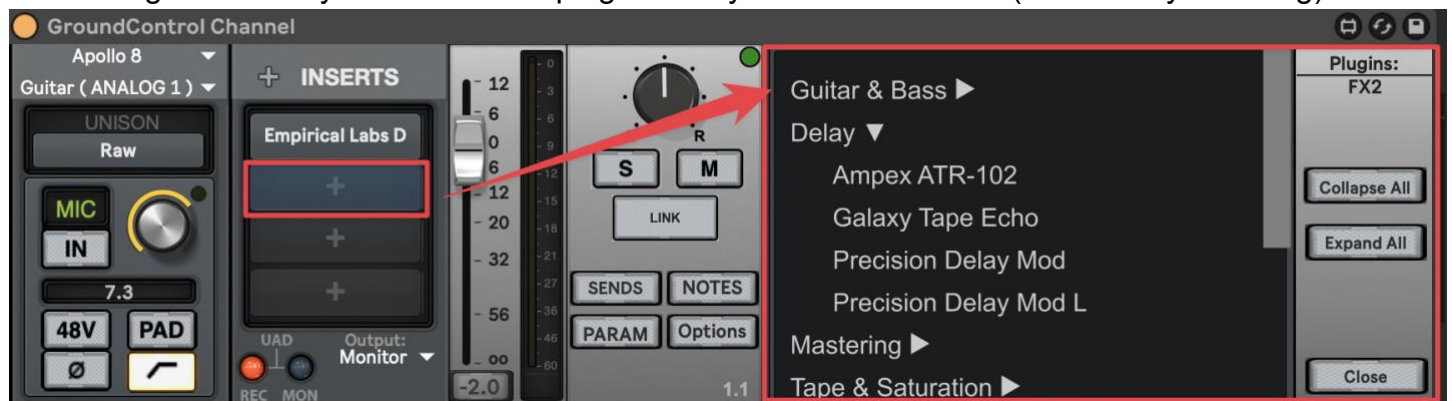 GroundControl Channel
Apollo 8
Guitar ( ANALOG 1 )
UNISON
Raw
MIC
IN
7.3
48V
PAD
Ø
+ INSERTS
Empirical Labs D
+
+
+
UAD
REC
MON
Output:
Monitor
12
6
0
6
12
20
32
56
∞
-2.0
0
3
6
9
12
15
18
21
27
36
46
60
R
S
M
LINK
SENDS
NOTES
PARAM
Options
1.1
Guitar & Bass ▶
Delay ▼
Ampex ATR-102
Galaxy Tape Echo
Precision Delay Mod
Precision Delay Mod L
Mastering ▶
Tape & Saturation ▶
Plugins:
FX2
Collapse All
Expand All
Close